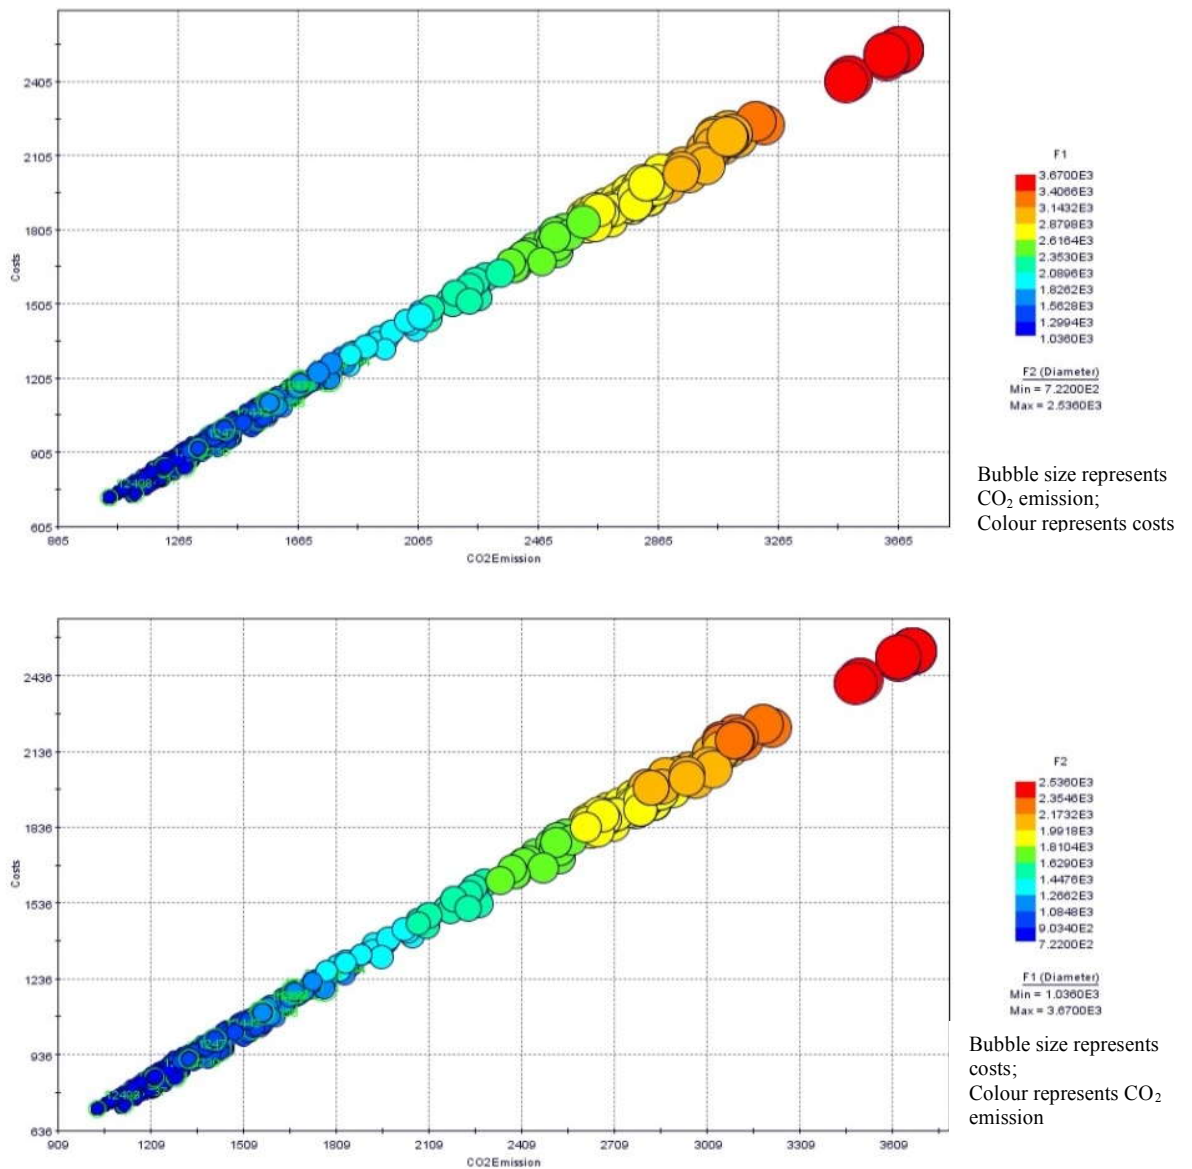 2405
2105
1805
1505
1205
905
605
Costs
865 1265 1665 2065 2465 2865 3265 3665
CO2Emission
F1
3.6700E3
3.4066E3
3.1432E3
2.8798E3
2.6164E3
2.3530E3
2.0896E3
1.8262E3
1.5628E3
1.2994E3
1.0360E3
F2 (Diameter)
Min = 7.2200E2
Max = 2.5360E3
Bubble size represents
CO₂ emission;
Colour represents costs
2436
2136
1836
1536
1236
936
636
Costs
909 1209 1509 1809 2109 2409 2709 3009 3309 3609
CO2Emission
F2
2.5360E3
2.3546E3
2.1732E3
1.9918E3
1.8104E3
1.6290E3
1.4476E3
1.2662E3
1.0848E3
9.0340E2
7.2200E2
F1 (Diameter)
Min = 1.0360E3
Max = 3.6700E3
Bubble size represents
costs;
Colour represents CO₂
emission